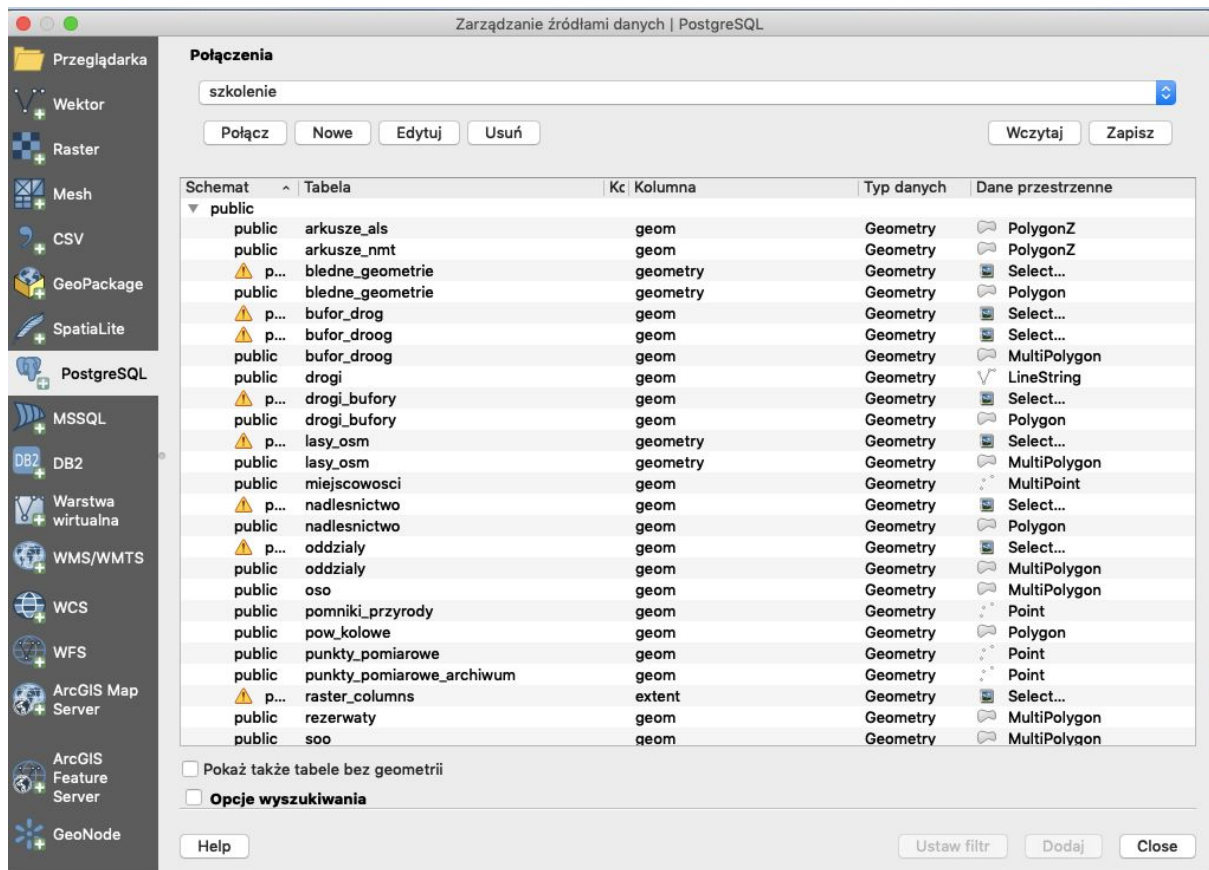 Zarządzanie źródłami danych | PostgreSQL
Przeglądarka
Wektor
Raster
Mesh
CSV
GeoPackage
SpatiaLite
PostgreSQL
MSSQL
DB2
DB2
Warstwa
wirtualna
WMS/WMTS
WCS
WFS
ArcGIS Map
Server
ArcGIS
Feature
Server
GeoNode
Połączenia
szkolenie
Połącz Nowe Edytuj Usuń Wczytaj Zapisz
Schemat Tabela Kc Kolumna Typ danych Dane przestrzenne
public
public arkusze_als geom Geometry PolygonZ
public arkusze_nmt geom Geometry PolygonZ
p... bledne_geometrie geometry Geometry Select...
public bledne_geometrie geometry Geometry Polygon
p... bufor_drog geom Geometry Select...
p... bufor_droog geom Geometry Select...
public bufor_droog geom Geometry MultiPolygon
public drogi geom Geometry LineString
p... drogi_bufory geom Geometry Select...
public drogi_bufory geom Geometry Polygon
p... lasy_osm geometry Geometry Select...
public lasy_osm geometry Geometry MultiPolygon
public miejscowosci geom Geometry MultiPoint
p... nadlesnictwo geom Geometry Select...
public nadlesnictwo geom Geometry Polygon
p... oddzialy geom Geometry Select...
public oddzialy geom Geometry MultiPolygon
public oso geom Geometry MultiPolygon
public pomniki_przyrody geom Geometry Point
public pow_kolowe geom Geometry Polygon
public punkty_pomiarowe geom Geometry Point
public punkty_pomiarowe_archiwum geom Geometry Point
p... raster_columns extent Geometry Select...
public rezerwaty geom Geometry MultiPolygon
public soo geom Geometry MultiPolygon
Pokaż także tabele bez geometrii
Opcje wyszukiwania
Help Ustaw filtr Dodaj Close